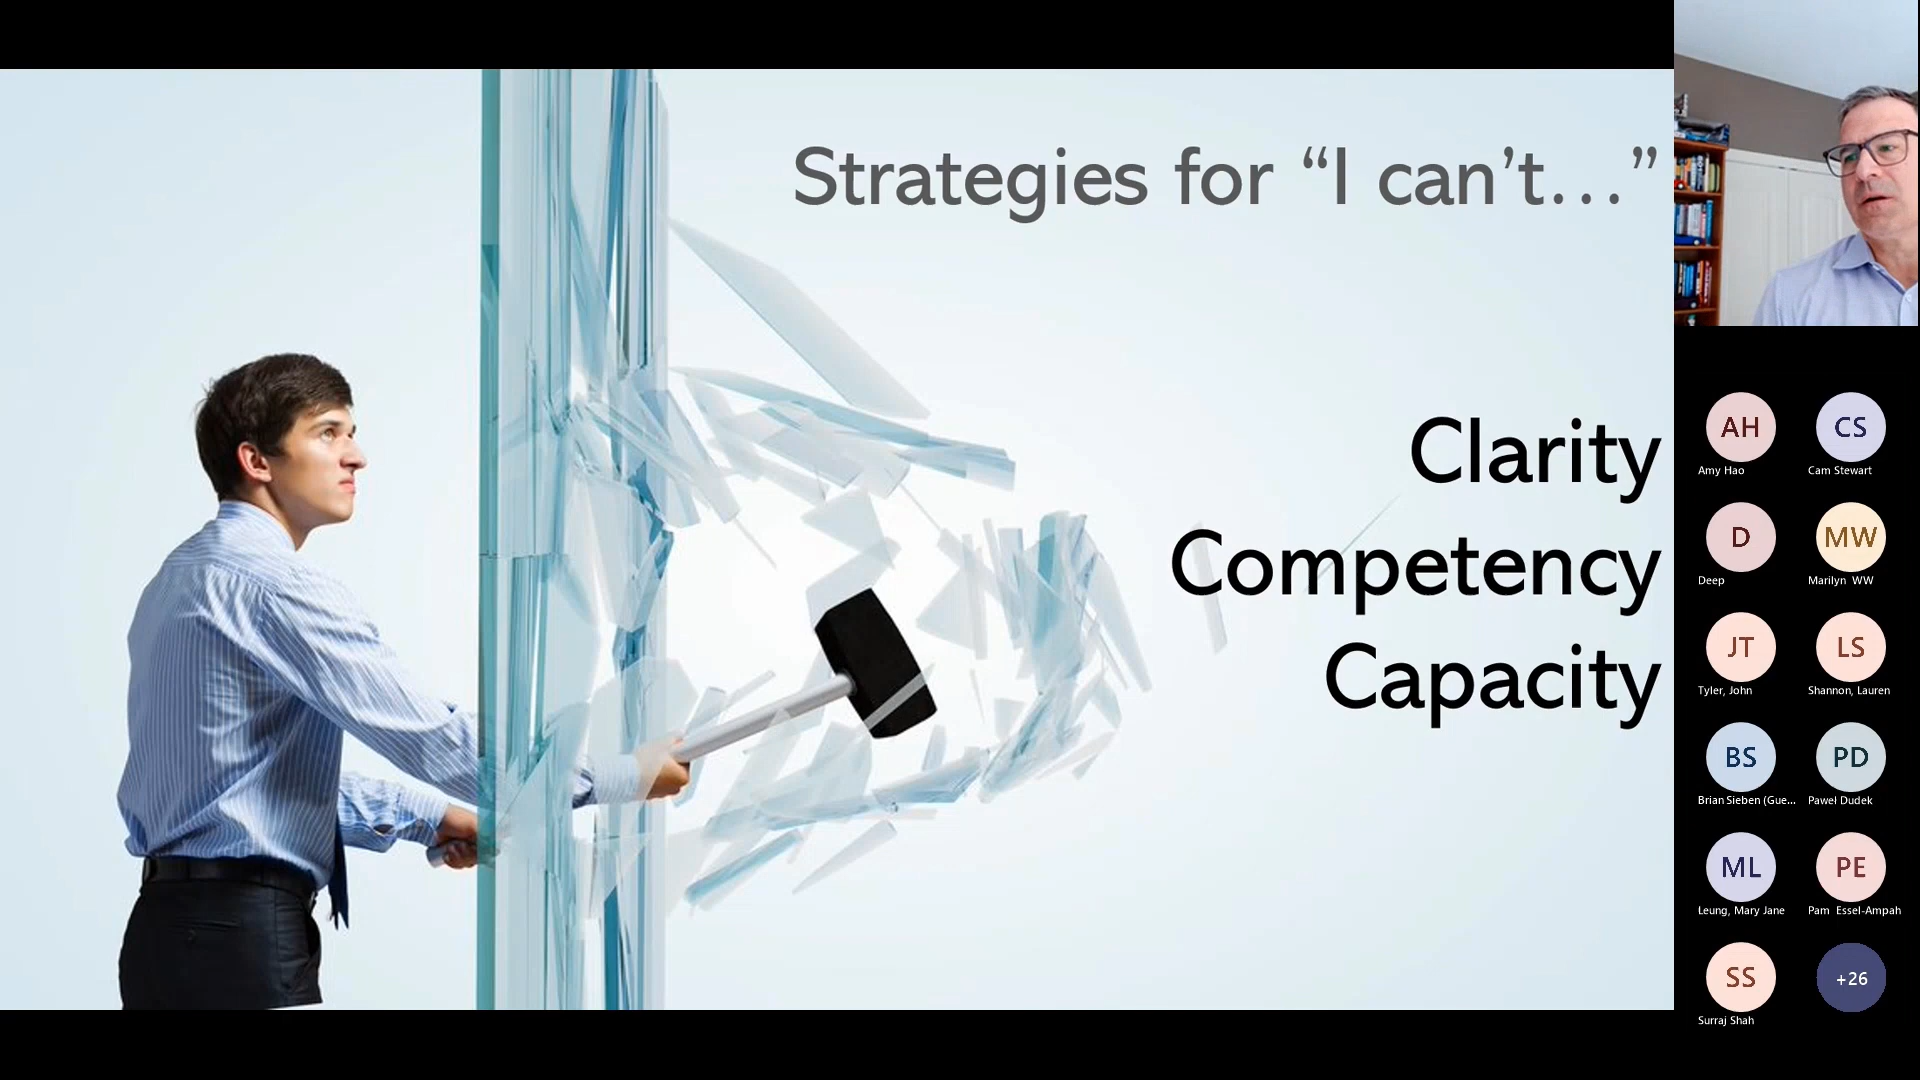 Strategies for “I can’t…”
Clarity
Competency
Capacity
AH
Amy Hao
CS
Cam Stewart
D
Deep
MW
Marilyn WW
JT
Tyler, John
LS
Shannon, Lauren
BS
Brian Sieben (Gue...
PD
Paweł Dudek
ML
Leung, Mary Jane
PE
Pam Essel-Ampah
SS
Surraj Shah
+26